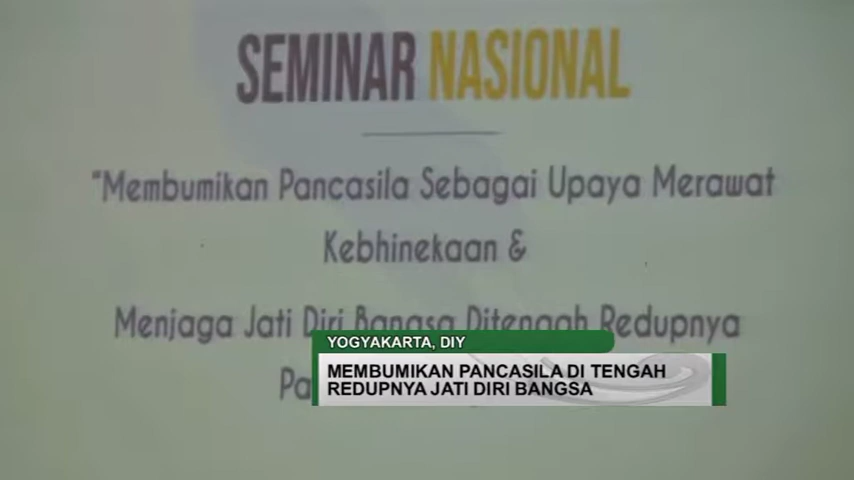 SEMINAR NASIONAL
"Membumikan Pancasila Sebagai Upaya Merawat
Kebhinekaan &
Menjaga Jati Diri Bangsa Ditengah Redupnya
YOGYAKARTA, DIY
MEMBUMIKAN PANCASILA DI TENGAH
REDUPNYA JATI DIRI BANGSA